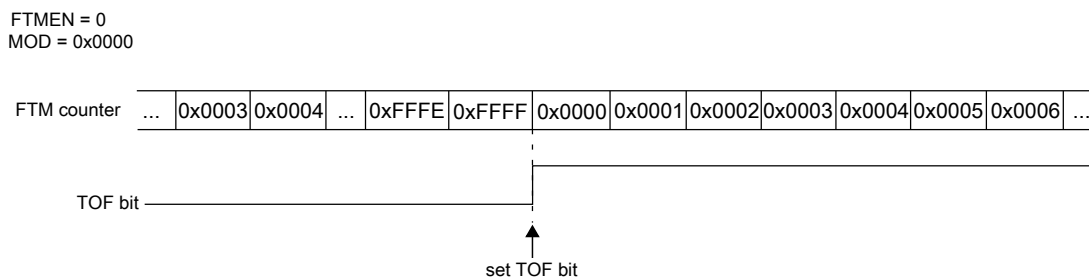 FTMEN = 0
MOD = 0x0000
FTM counter ... 0x0003 0x0004 ... 0xFFFE 0xFFFF 0x0000 0x0001 0x0002 0x0003 0x0004 0x0005 0x0006 ...
TOF bit
set TOF bit